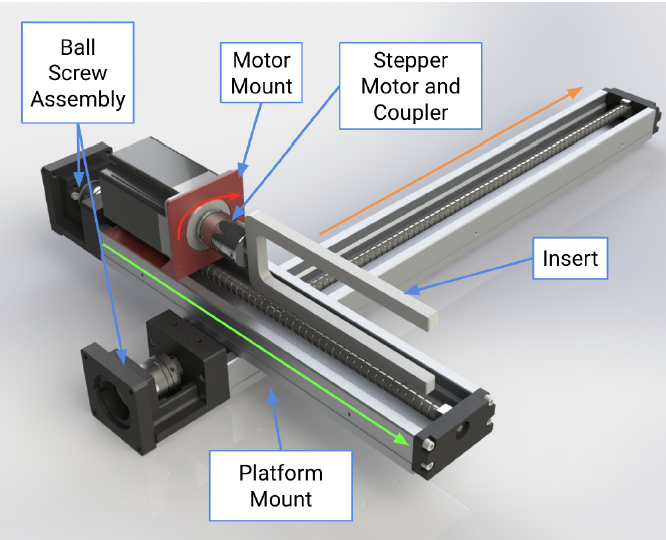 Ball
Screw
Assembly
Motor
Mount
Stepper
Motor and
Coupler
Insert
Platform
Mount